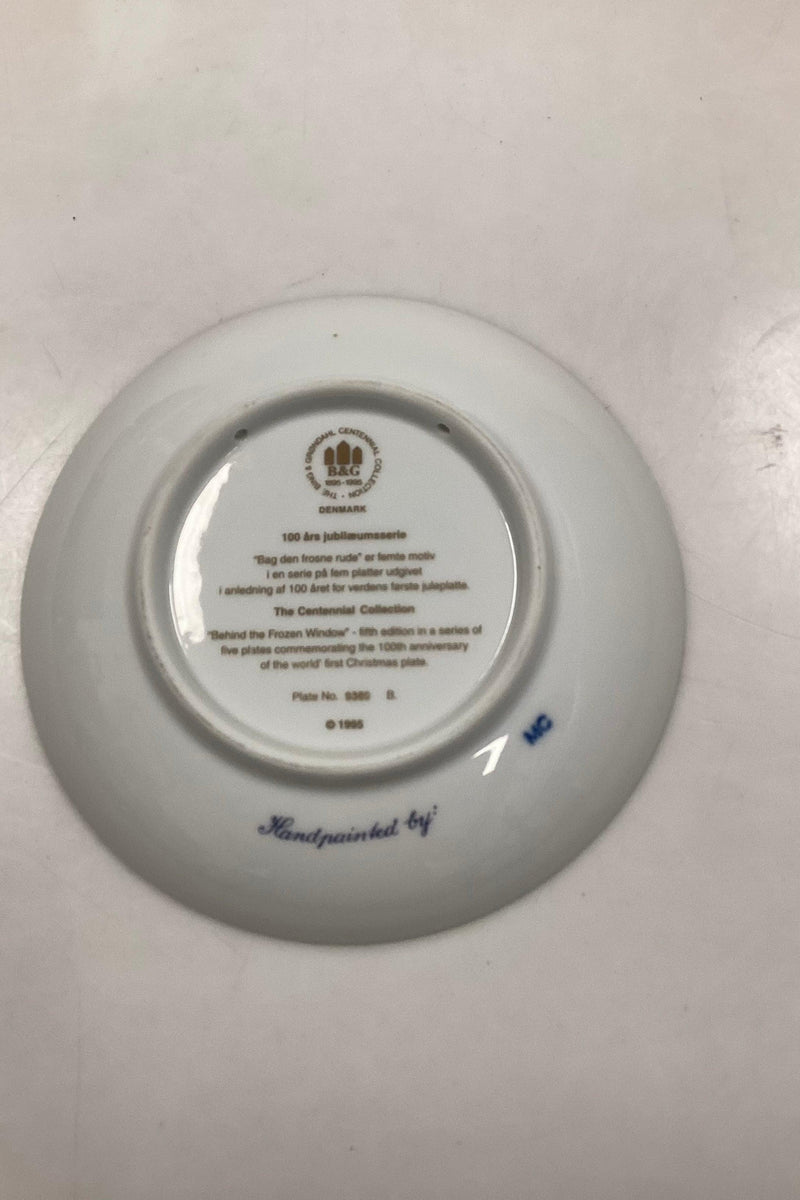 THE BING & GRØNDAHL CENTENNIAL COLLECTION
B&G
1895-1995
DENMARK
100 års jubilæumsserie
"Bag den frosne rude" er femte motiv
i en serie på fem platter udgivet
i anledning af 100 året for verdens første juleplatte.
The Centennial Collection
"Behind the Frozen Window" - fifth edition in a series of
five plates commemorating the 100th anniversary
of the world' first Christmas plate.
Plate No. B.
© 1995
MC
Handpainted by: